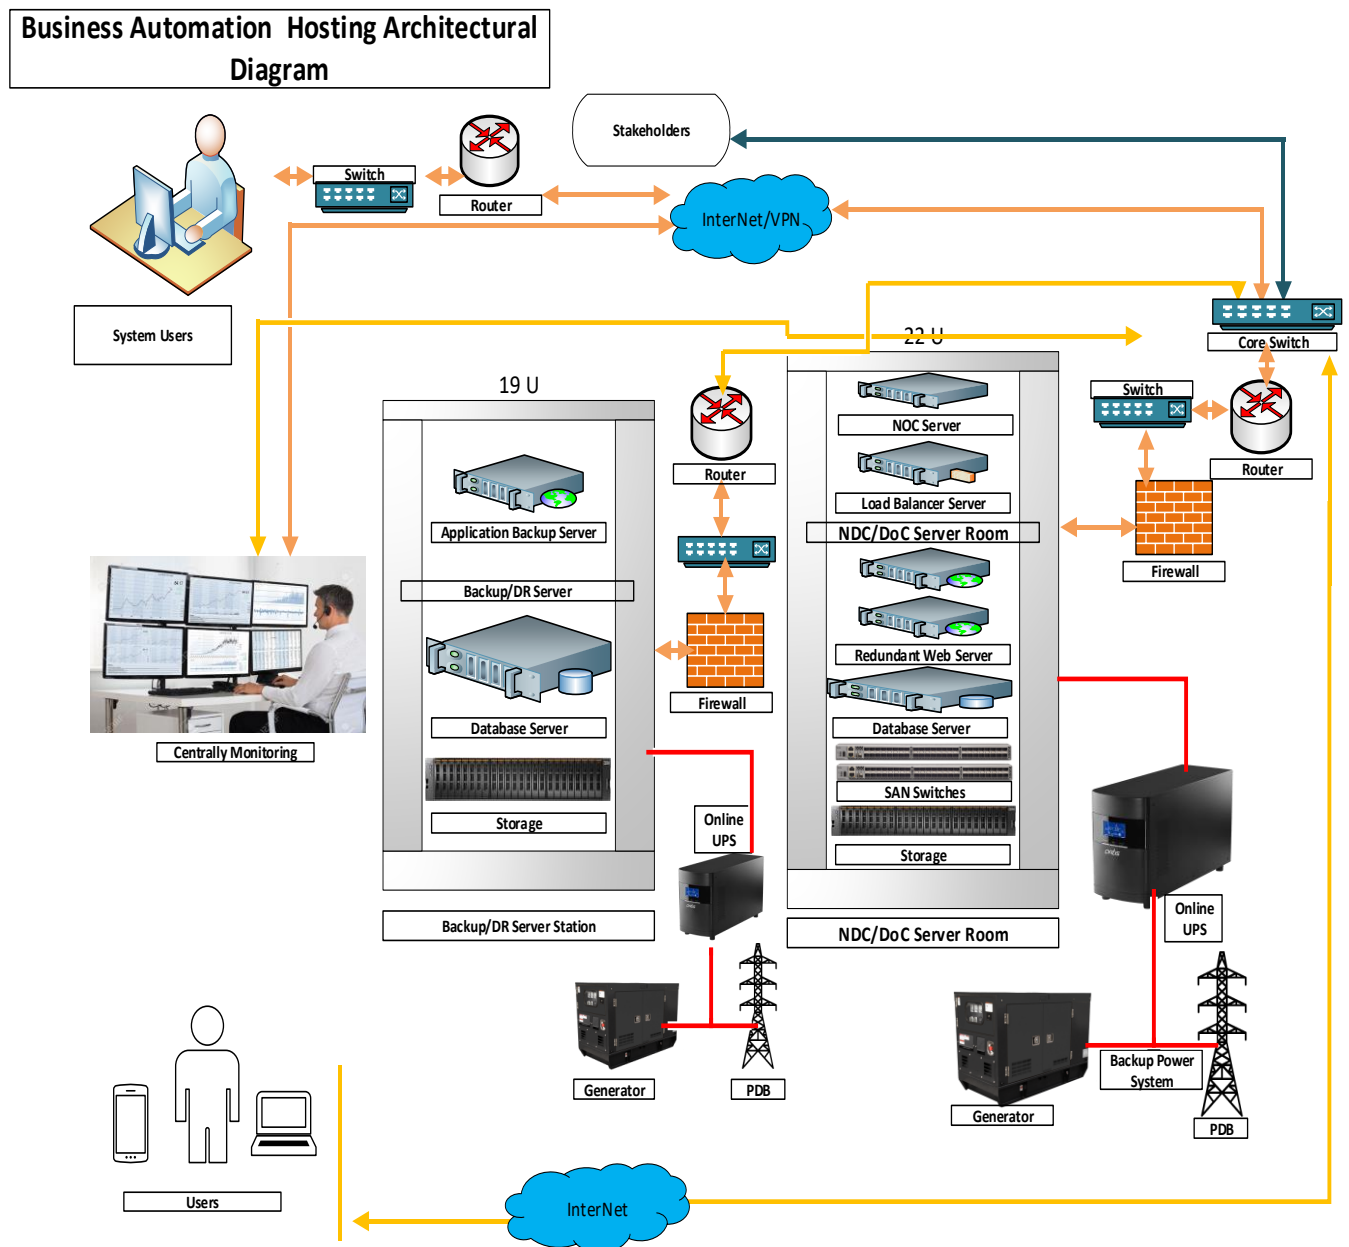 Business Automation  Hosting Architectural
Diagram
Stakeholders
Switch
Router
InterNet/VPN
System Users
Core Switch
22 U
19 U
Switch
Router
NOC Server
Router
Load Balancer Server
Application Backup Server
NDC/DoC Server Room
Firewall
Backup/DR Server
Redundant Web Server
Firewall
Database Server
Database Server
Centrally Monitoring
SAN Switches
Storage
Online
UPS
Storage
Online
UPS
Backup/DR Server Station
NDC/DoC Server Room
Generator
PDB
Backup Power
System
Generator
PDB
Users
InterNet